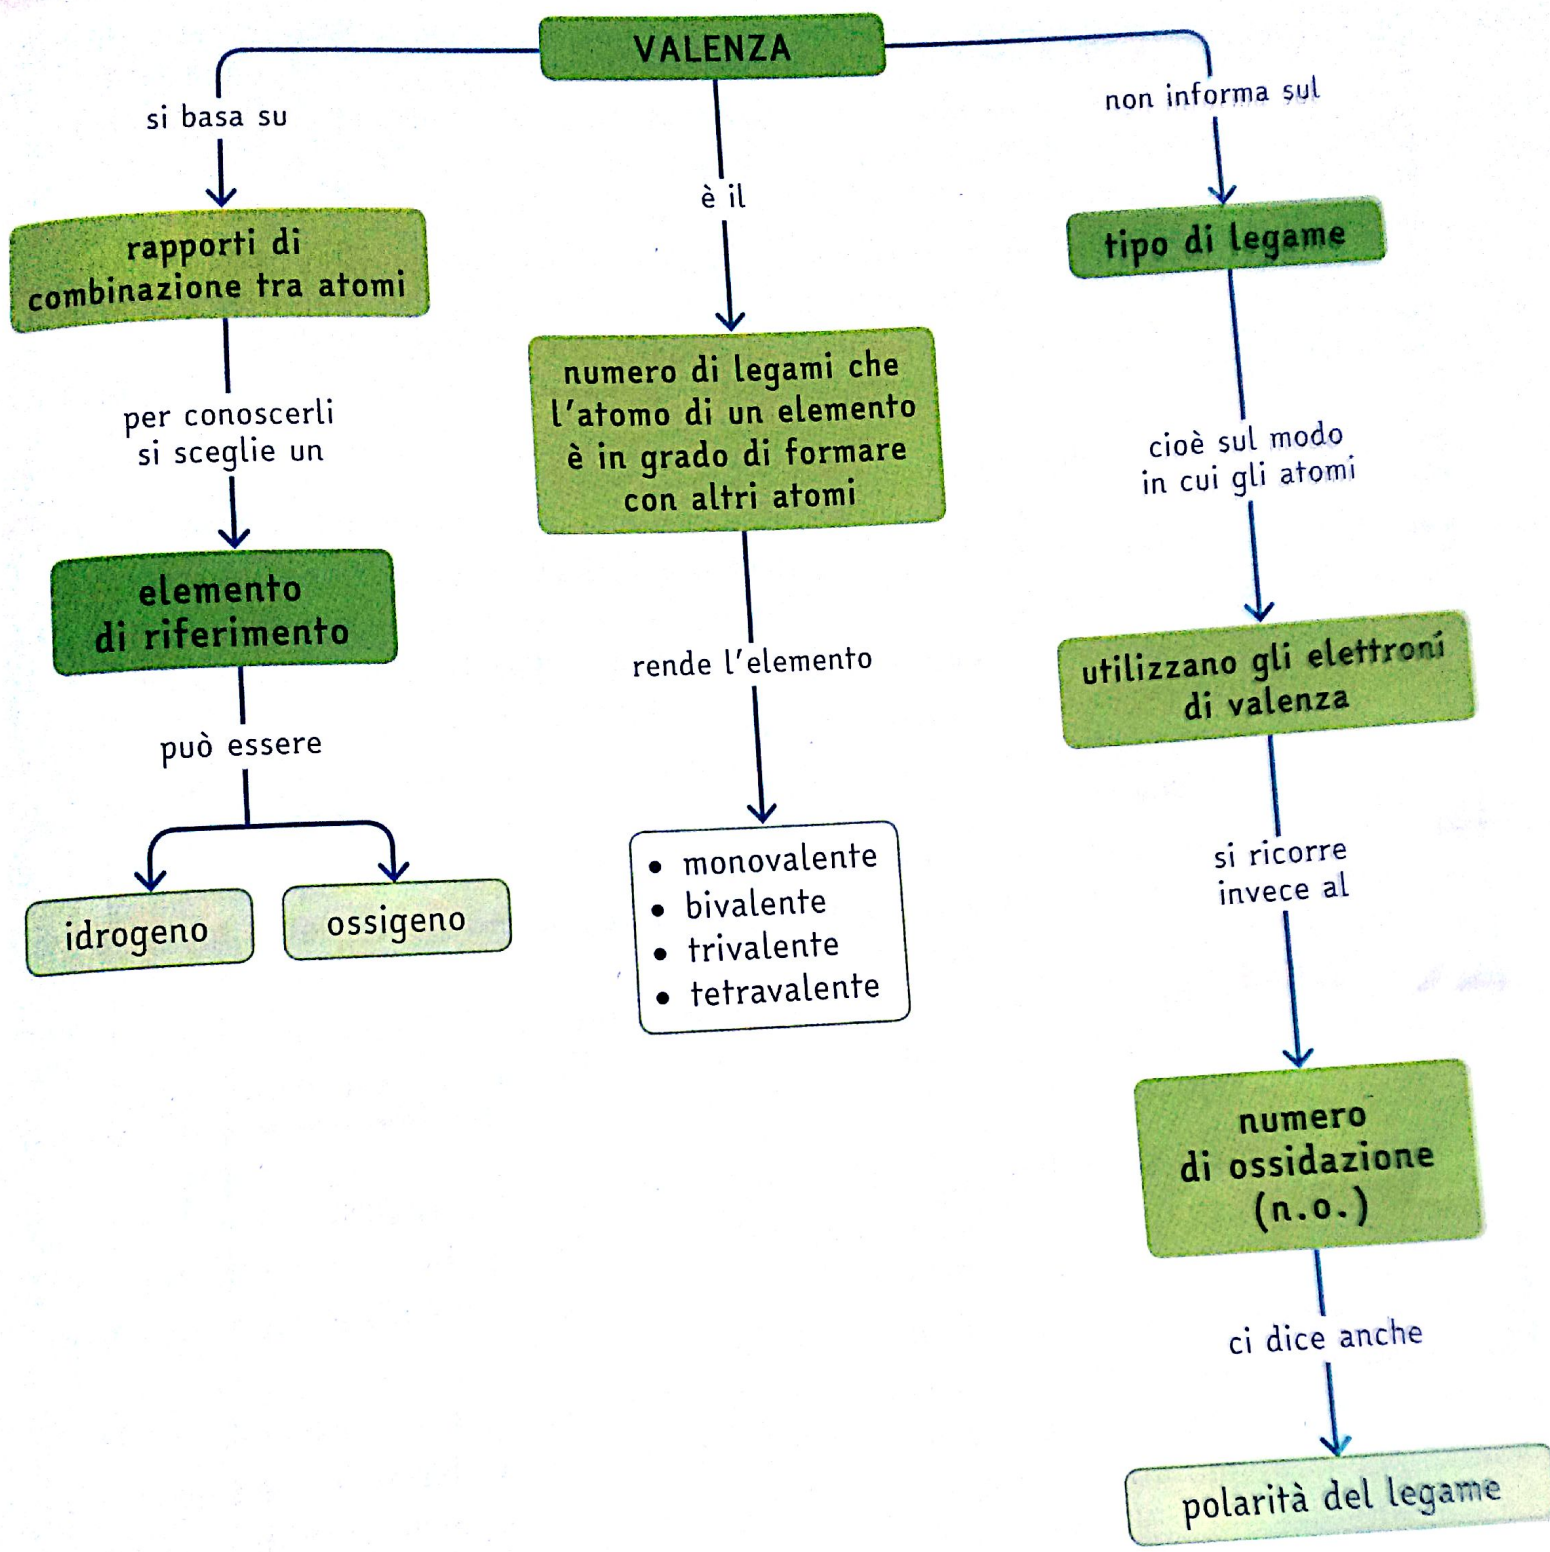 VALENZA
si basa su
rapporti di
combinazione tra atomi
per conoscerli
si sceglie un
elemento
di riferimento
può essere
idrogeno
ossigeno
è il
numero di legami che
l'atomo di un elemento
è in grado di formare
con altri atomi
rende l'elemento
• monovalente
• bivalente
• trivalente
• tetravalente
non informa sul
tipo di legame
cioè sul modo
in cui gli atomi
utilizzano gli elettroni
di valenza
si ricorre
invece al
numero
di ossidazione
(n.o.)
ci dice anche
polarità del legame